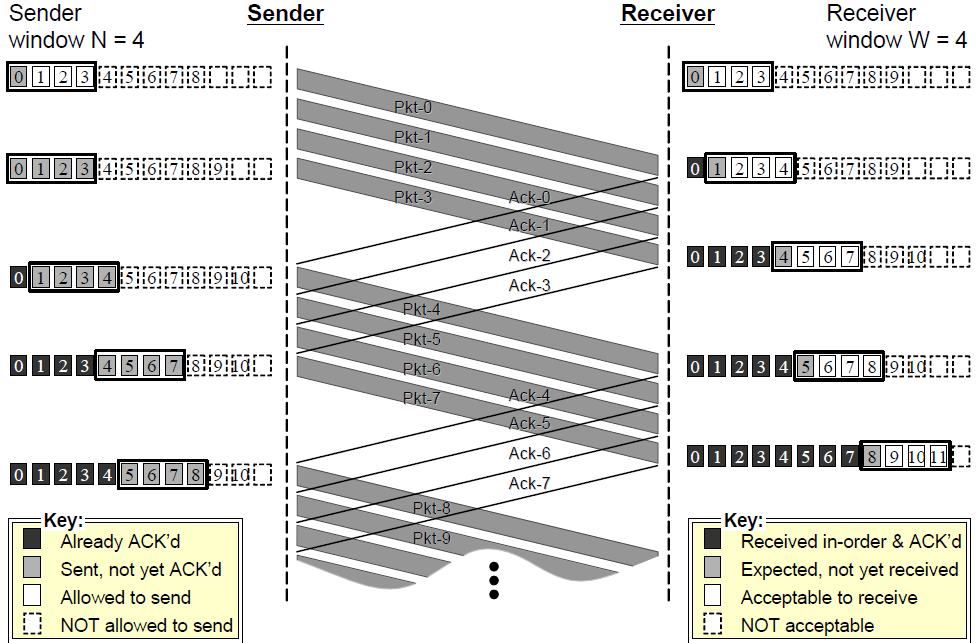 Sender
window N = 4
Sender
Receiver
Receiver
window W = 4
0 1 2 3 4 5 6 7 8
0 1 2 3 4 5 6 7 8 9
Pkt-0
Pkt-1
Pkt-2
Pkt-3
0 1 2 3 4 5 6 7 8 9
0 1 2 3 4 5 6 7 8 9
Ack-0
Ack-1
Ack-2
Ack-3
0 1 2 3 4 5 6 7 8 9 10
0 1 2 3 4 5 6 7 8 9 10
Pkt-4
Pkt-5
Pkt-6
Pkt-7
0 1 2 3 4 5 6 7 8 9 10
0 1 2 3 4 5 6 7 8 9 10
Ack-4
Ack-5
Ack-6
Ack-7
0 1 2 3 4 5 6 7 8 9 10
0 1 2 3 4 5 6 7 8 9 10 11
Pkt-8
Pkt-9
Key:
Already ACK’d
Sent, not yet ACK’d
Allowed to send
NOT allowed to send
Key:
Received in-order & ACK’d
Expected, not yet received
Acceptable to receive
NOT acceptable